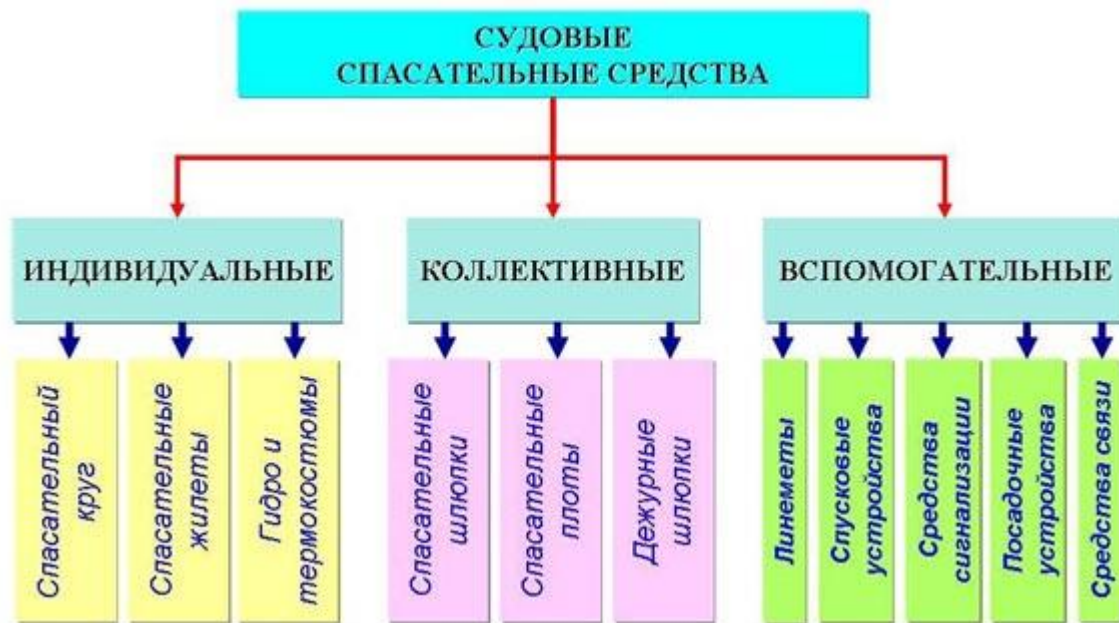 СУДОВЫЕ
СПАСАТЕЛЬНЫЕ СРЕДСТВА
ИНДИВИДУАЛЬНЫЕ
КОЛЛЕКТИВНЫЕ
ВСПОМОГАТЕЛЬНЫЕ
Спасательный
круг
Спасательные
жилеты
Гидро и
термокостюмы
Спасательные
шлюпки
Спасательные
плоты
Дежурные
шлюпки
Линеметы
Спусковые
устройства
Средства
сигнализации
Посадочные
устройства
Средства связи